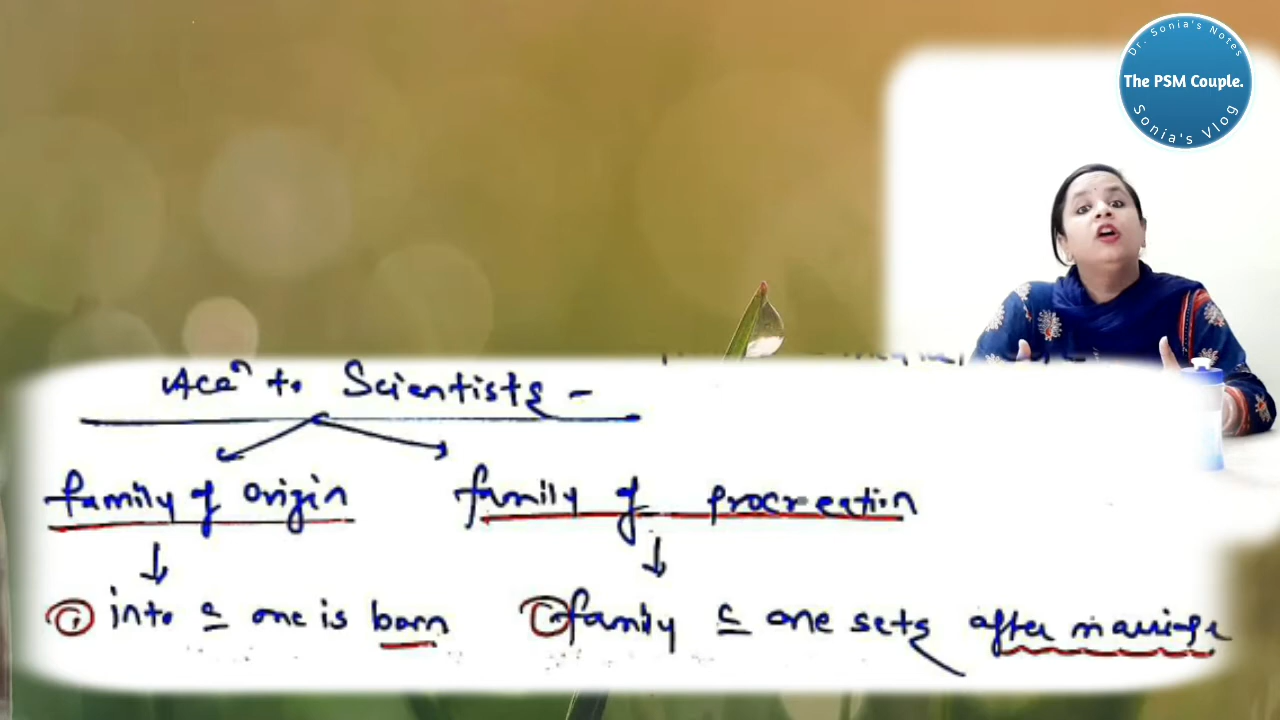 Dr. Sonia's Notes
The PSM Couple.
Sonia's Vlog
Accⁿ to Scientists -
family of origin family of procreation
↓ ↓
① into ⊆ one is born ① family ⊆ one sets after marriage